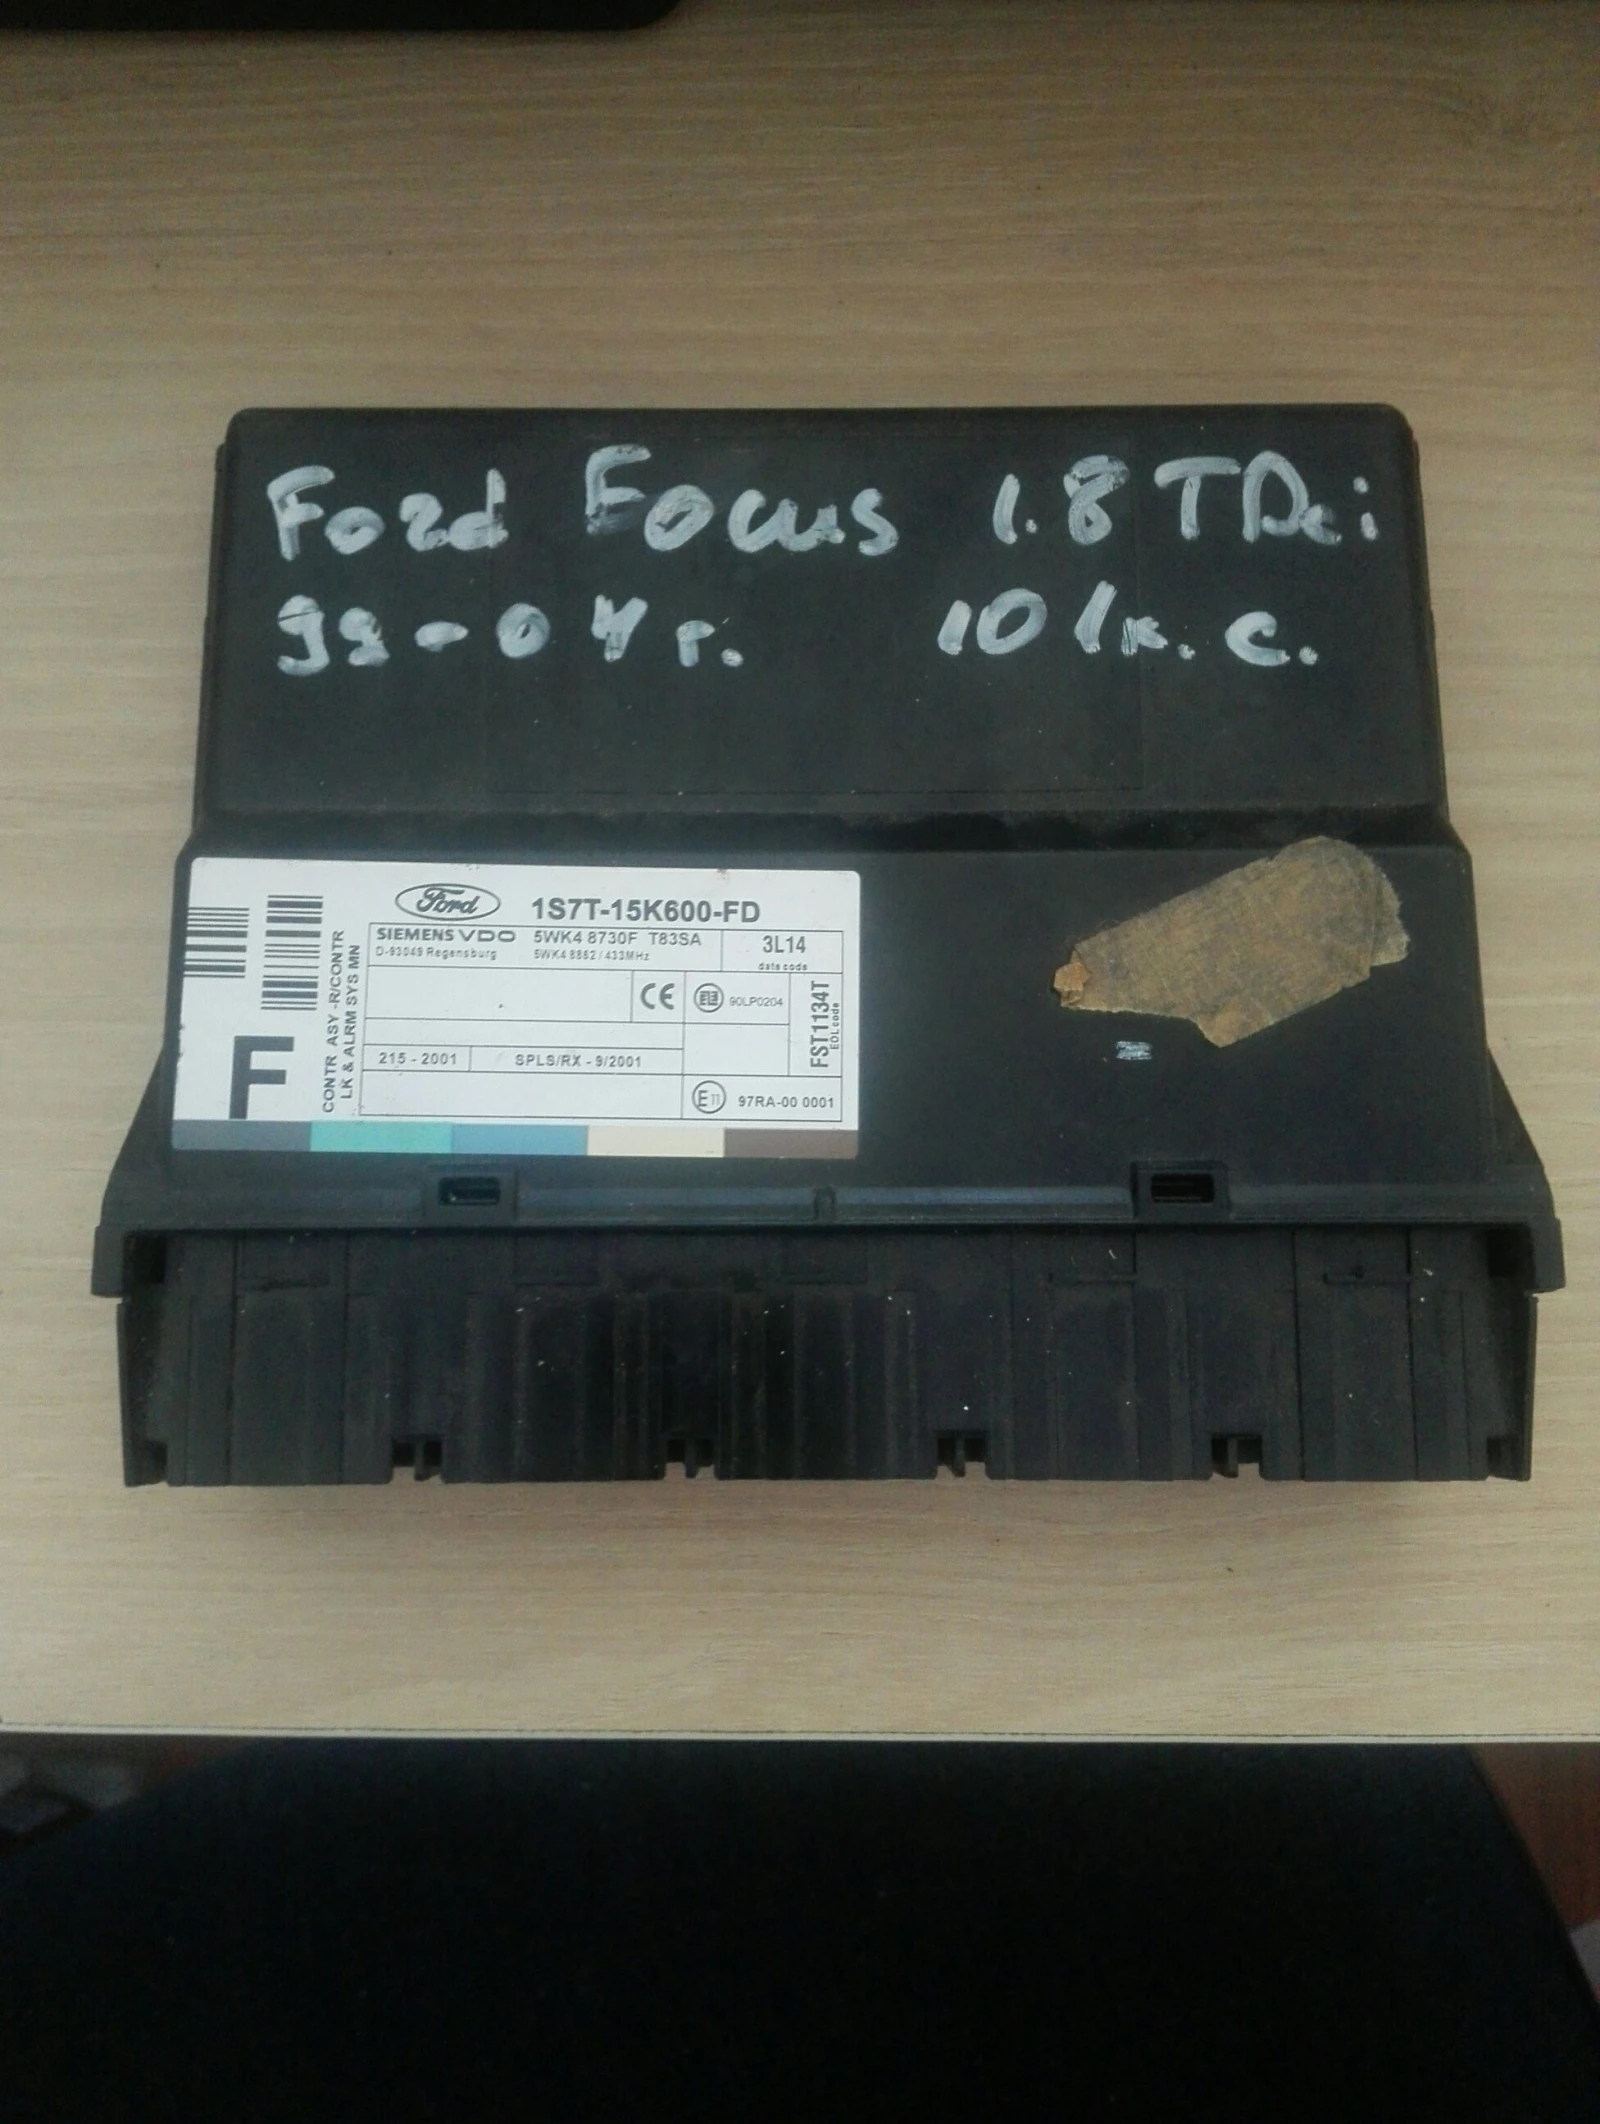 Ford Focus 1.8 TDci
98-04 г. 101к.с.
Ford 1S7T-15K600-FD
SIEMENS VDO 5WK4 8730F T83SA 3L14
D-93049 Regensburg 5WK4 8862 / 433MHz date code
CE E13 90LP0204
215 - 2001 SPLS/RX - 9/2001
E11 97RA-00 0001
FST1134T
EOL code
CONTR ASY -R/CONTR
LK & ALRM SYS MN
F